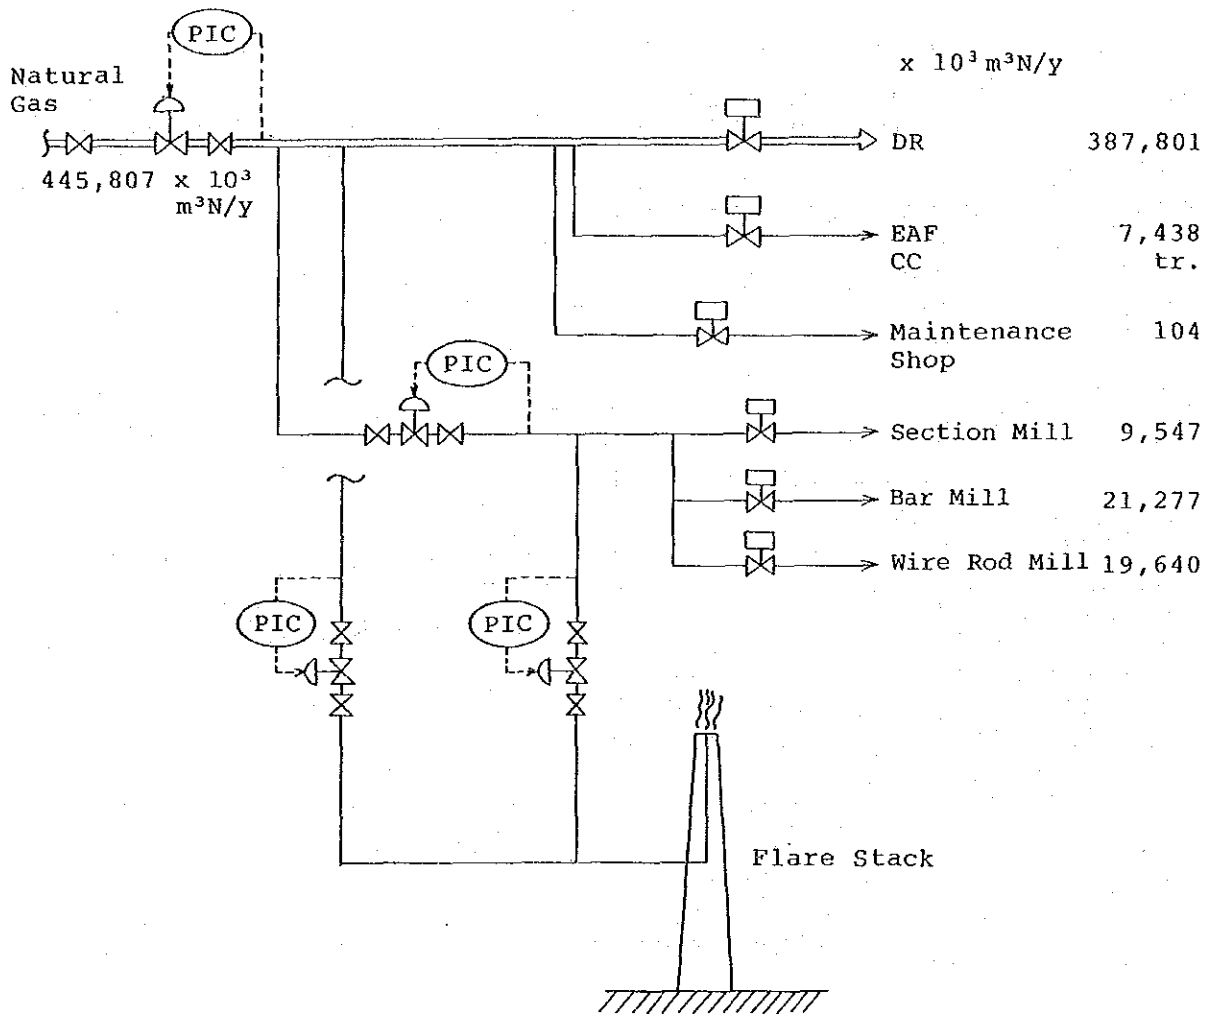 PIC
x 10³ m³N/y
Natural
Gas
DR 387,801
445,807 x 10³
m³N/y
EAF 7,438
CC tr.
Maintenance 104
Shop
PIC
Section Mill 9,547
Bar Mill 21,277
Wire Rod Mill 19,640
PIC PIC
Flare Stack